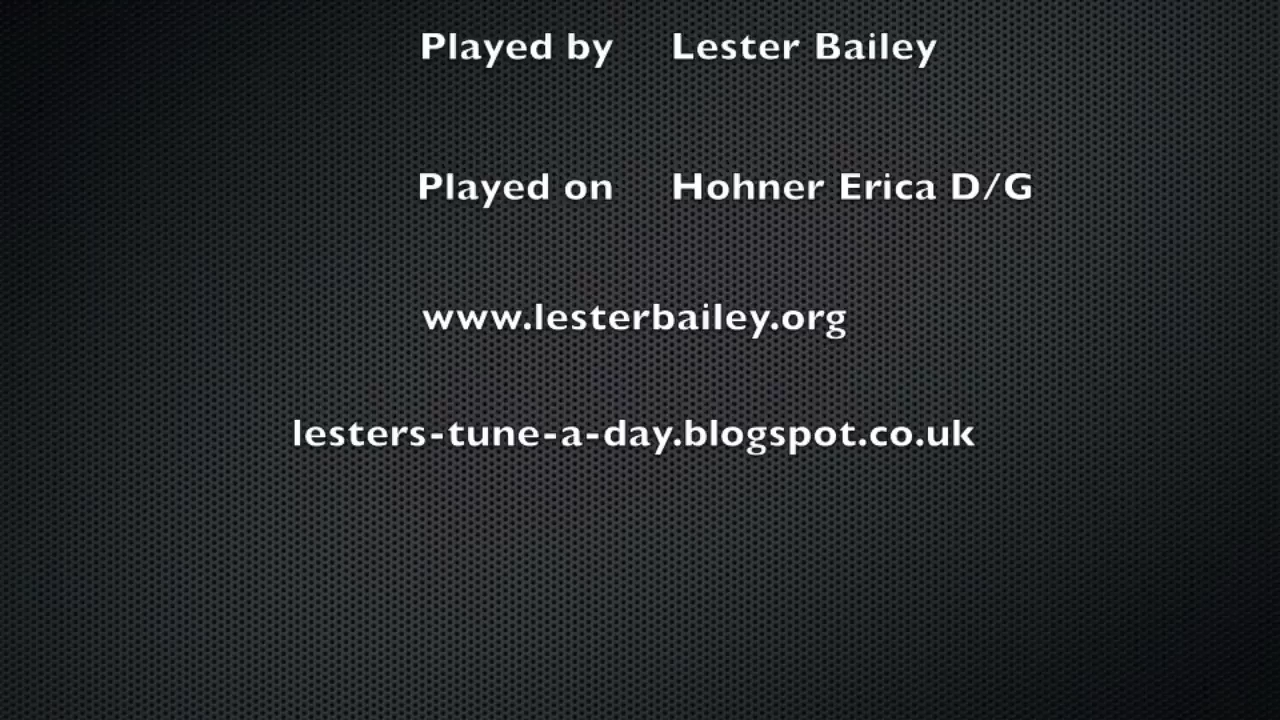 Played by Lester Bailey
Played on Hohner Erica D/G
www.lesterbailey.org
lesters-tune-a-day.blogspot.co.uk